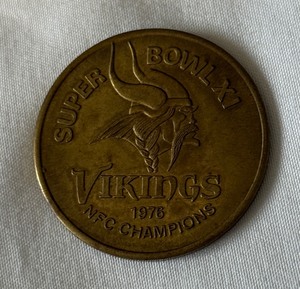 SUPER BOWL XI
VIKINGS
1976
NFC CHAMPIONS